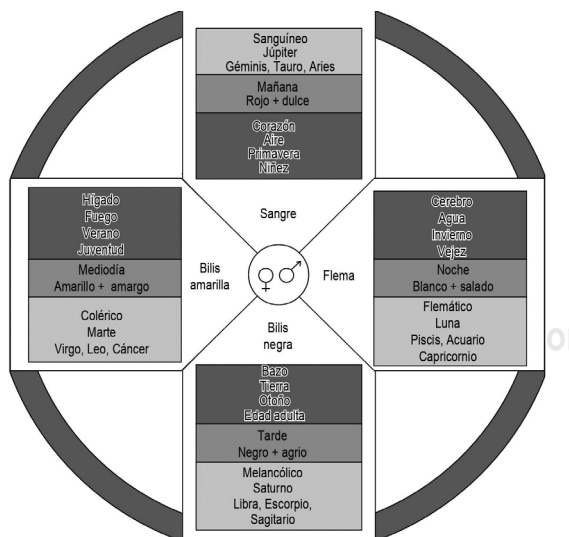 Sanguíneo
Júpiter
Géminis, Tauro, Aries
Mañana
Rojo + dulce
Corazón
Aire
Primavera
Niñez
Hígado
Fuego
Verano
Juventud
Mediodía
Amarillo + amargo
Colérico
Marte
Virgo, Leo, Cáncer
Sangre
Bilis
amarilla
Flema
Bilis
negra
Cerebro
Agua
Invierno
Vejez
Noche
Blanco + salado
Flemático
Luna
Piscis, Acuario
Capricornio
Bazo
Tierra
Otoño
Edad adulta
Tarde
Negro + agrio
Melancólico
Saturno
Libra, Escorpio,
Sagitario